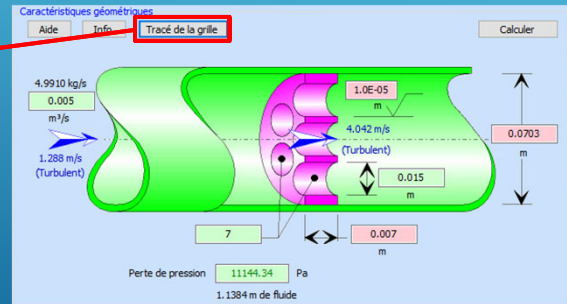 Caractéristiques géométriques
Aide Info Tracé de la grille Calculer
4.9910 kg/s
0.005
m³/s
1.288 m/s
(Turbulent)
1.0E-05
m
4.042 m/s
(Turbulent)
0.0703
m
0.015
m
7
0.007
m
Perte de pression 11144.34 Pa
1.1384 m de fluide